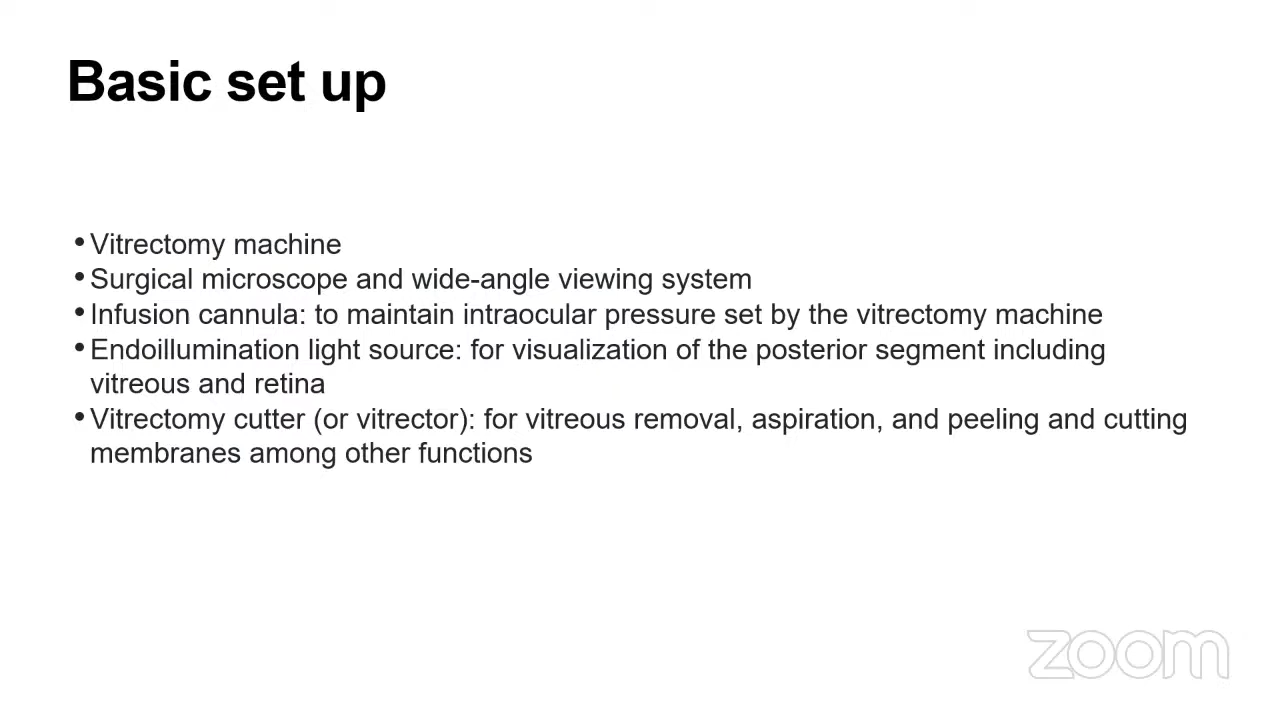 Basic set up
• Vitrectomy machine
• Surgical microscope and wide-angle viewing system
• Infusion cannula: to maintain intraocular pressure set by the vitrectomy machine
• Endoillumination light source: for visualization of the posterior segment including
vitreous and retina
• Vitrectomy cutter (or vitrector): for vitreous removal, aspiration, and peeling and cutting
membranes among other functions
zoom